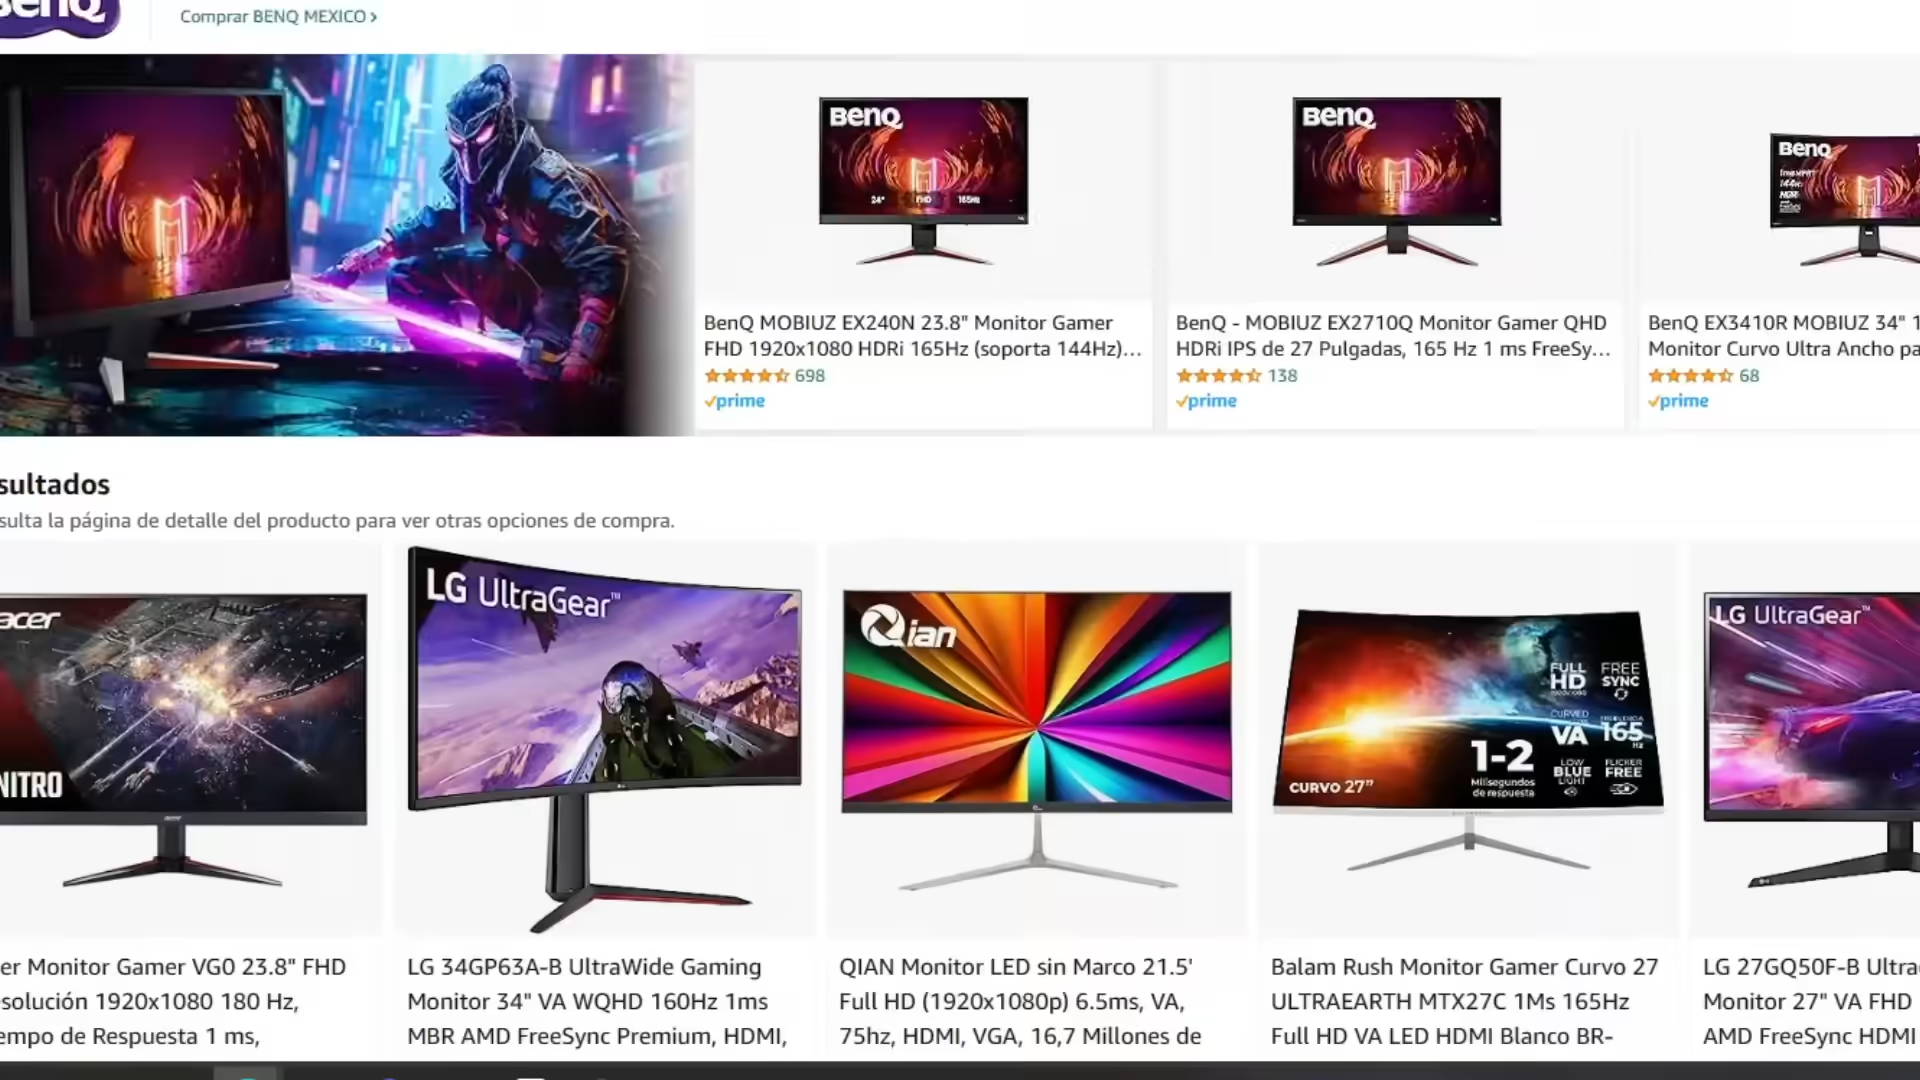 BenQ
Comprar BENQ MEXICO ›
BenQ
24" FHD 165Hz
BenQ
BenQ
BenQ MOBIUZ EX240N 23.8" Monitor Gamer
FHD 1920x1080 HDRi 165Hz (soporta 144Hz)...
698
prime
BenQ - MOBIUZ EX2710Q Monitor Gamer QHD
HDRi IPS de 27 Pulgadas, 165 Hz 1 ms FreeSy...
138
prime
BenQ EX3410R MOBIUZ 34" 1
Monitor Curvo Ultra Ancho pa
68
prime
sultados
sulta la página de detalle del producto para ver otras opciones de compra.
acer
NITRO
LG UltraGear™
Qian
FULL HD
FREE SYNC
CURVED VA
165 Hz
1-2
Milisegundos
de respuesta
LOW BLUE LIGHT
FLICKER FREE
CURVO 27"
LG UltraGear™
er Monitor Gamer VG0 23.8" FHD
esolución 1920x1080 180 Hz,
empo de Respuesta 1 ms,
LG 34GP63A-B UltraWide Gaming
Monitor 34" VA WQHD 160Hz 1ms
MBR AMD FreeSync Premium, HDMI,
QIAN Monitor LED sin Marco 21.5'
Full HD (1920x1080p) 6.5ms, VA,
75hz, HDMI, VGA, 16,7 Millones de
Balam Rush Monitor Gamer Curvo 27
ULTRAEARTH MTX27C 1Ms 165Hz
Full HD VA LED HDMI Blanco BR-
LG 27GQ50F-B Ultra
Monitor 27" VA FHD
AMD FreeSync HDMI